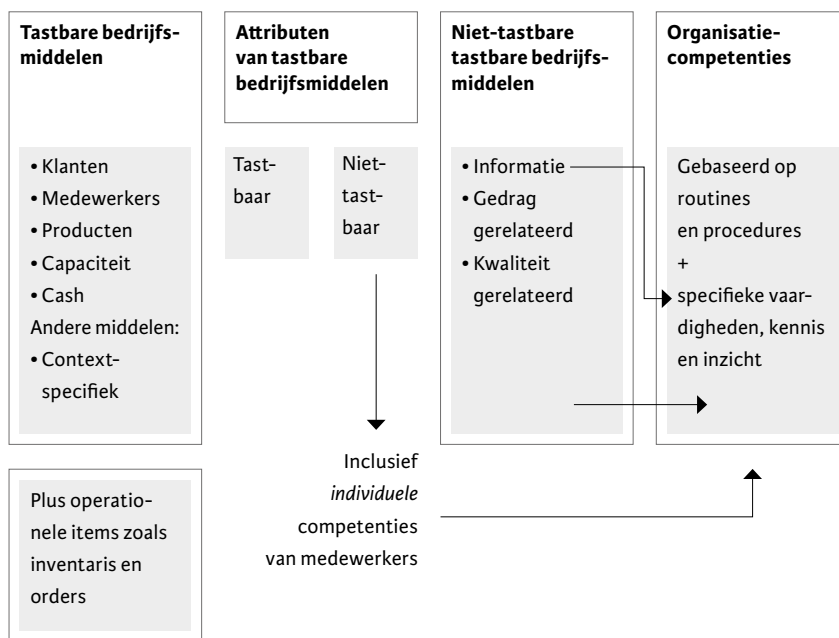 Tastbare bedrijfs-
middelen
• Klanten
• Medewerkers
• Producten
• Capaciteit
• Cash
Andere middelen:
• Context-
specifiek
Plus operatio-
nele items zoals
inventaris en
orders
Attributen
van tastbare
bedrijfsmiddelen
Tast-
baar
Niet-
tast-
baar
Inclusief
individuele
competenties
van medewerkers
Niet-tastbare
tastbare bedrijfs-
middelen
• Informatie
• Gedrag
gerelateerd
• Kwaliteit
gerelateerd
Organisatie-
competenties
Gebaseerd op
routines
en procedures
+
specifieke vaar-
digheden, kennis
en inzicht